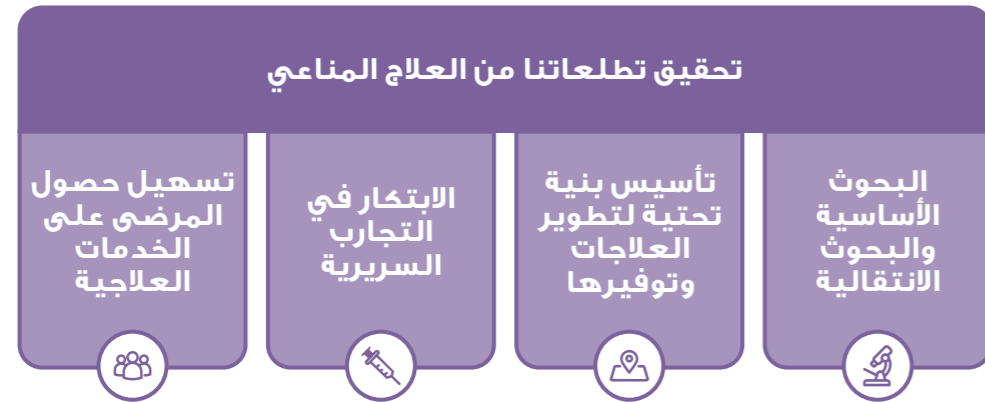 تحقيق تطلعاتنا من العلاج المناعي
البحوث
الأساسية
والبحوث
الانتقالية
تأسيس بنية
تحتية لتطوير
العلاجات
وتوفيرها
الابتكار في
التجارب
السريرية
تسهيل حصول
المرضى على
الخدمات
العلاجية